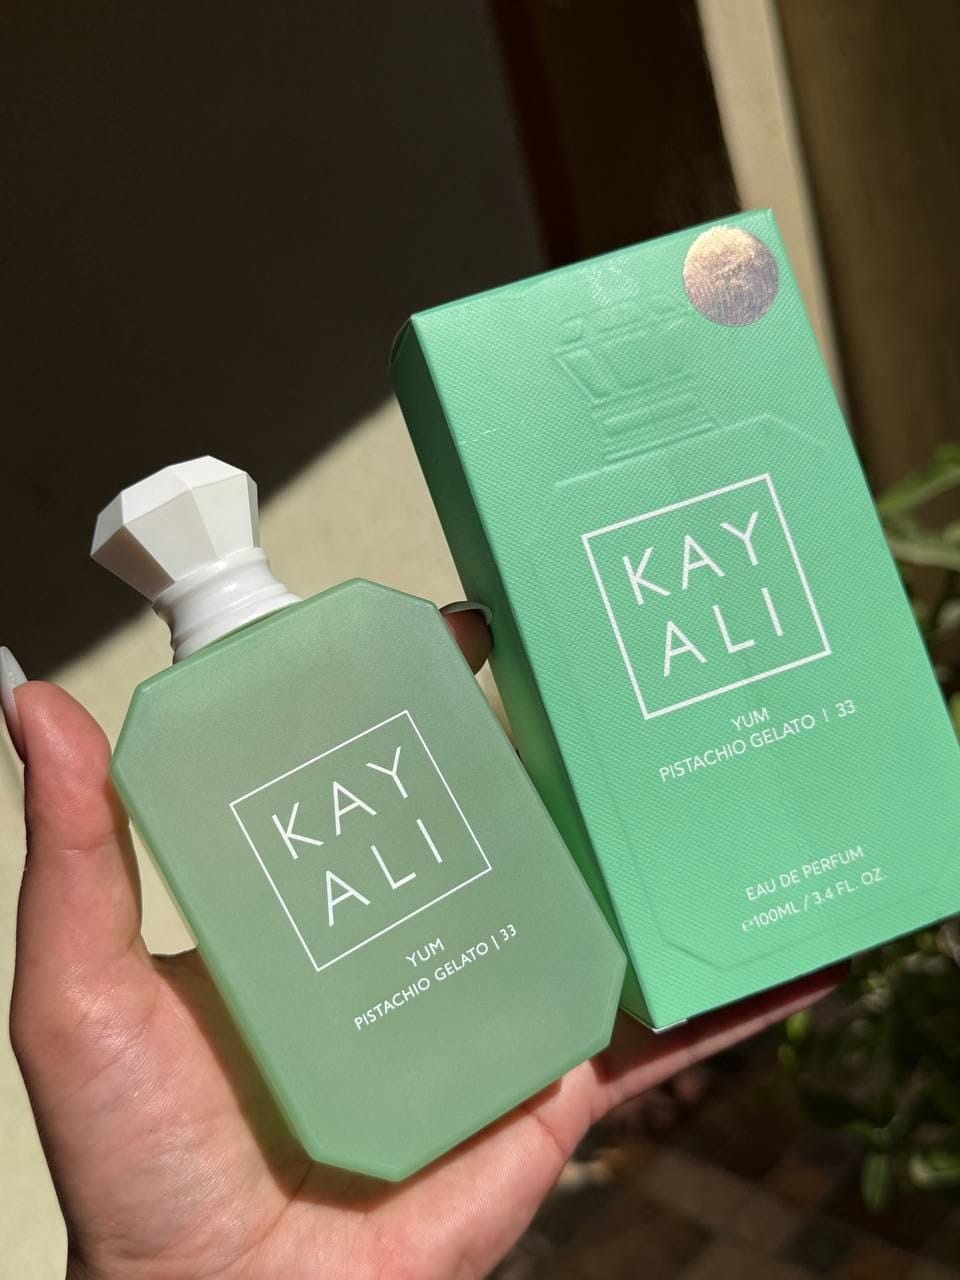 KAY
ALI
YUM
PISTACHIO GELATO | 33
KAY
ALI
YUM
PISTACHIO GELATO | 33
EAU DE PERFUM
℮100ML / 3.4 FL. OZ.